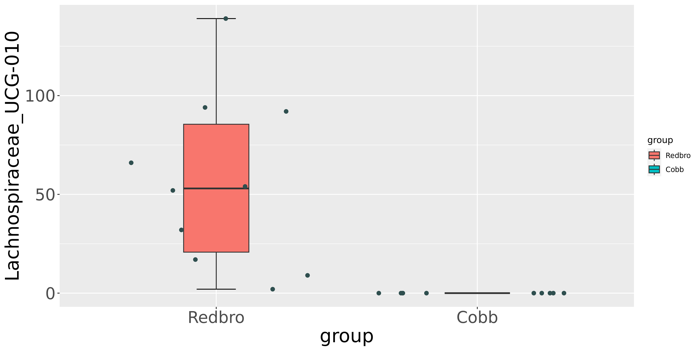 Lachnospiraceae_UCG-010
100
50
0
Redbro
Cobb
group
group
Redbro
Cobb